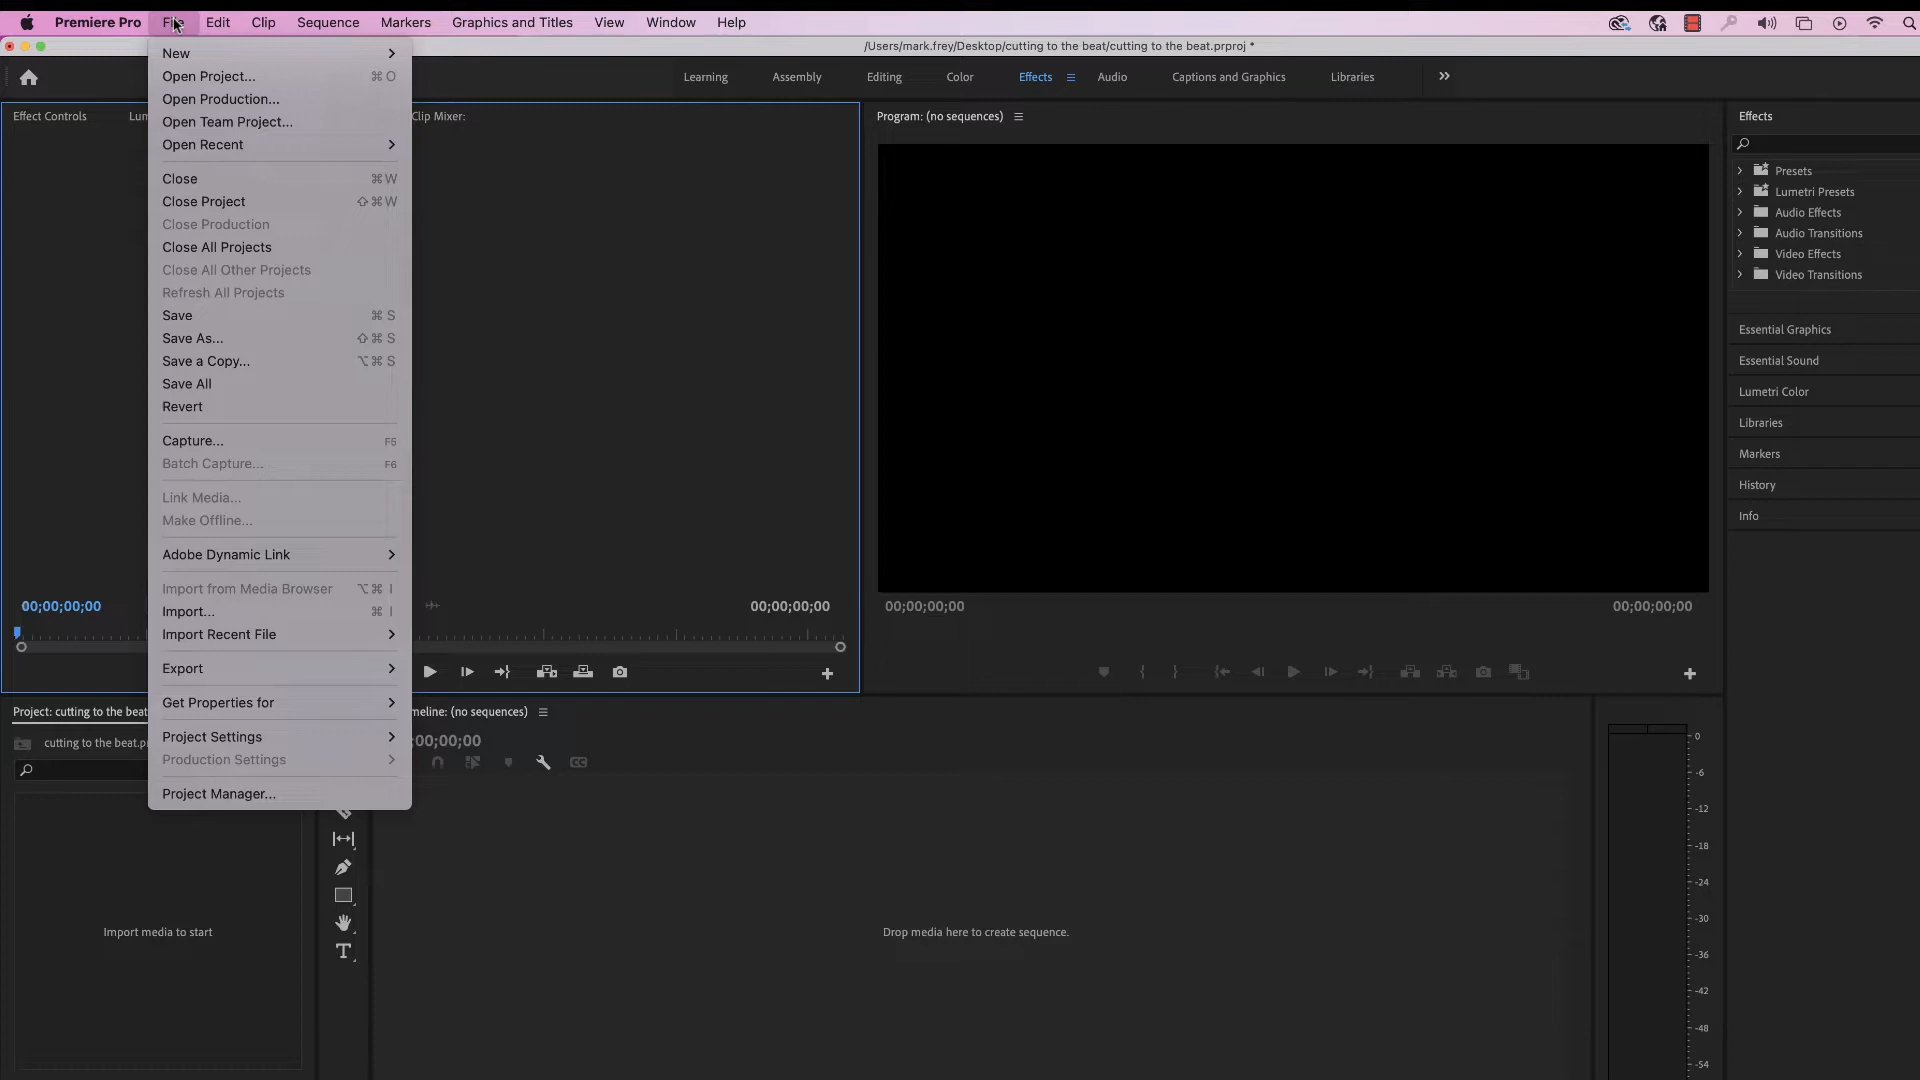 Premiere Pro File Edit Clip Sequence Markers Graphics and Titles View Window Help
/Users/mark.frey/Desktop/cutting to the beat/cutting to the beat.prproj *
Learning Assembly Editing Color Effects Audio Captions and Graphics Libraries
New
Open Project... ⌘ O
Open Production...
Open Team Project...
Open Recent
Close ⌘ W
Close Project ⇧ ⌘ W
Close Production
Close All Projects
Close All Other Projects
Refresh All Projects
Save ⌘ S
Save As... ⇧ ⌘ S
Save a Copy... ⌥ ⌘ S
Save All
Revert
Capture... F5
Batch Capture... F6
Link Media...
Make Offline...
Adobe Dynamic Link
Import from Media Browser ⌥ ⌘ I
Import... ⌘ I
Import Recent File
Export
Get Properties for
Project Settings
Production Settings
Project Manager...
Effect Controls
Clip Mixer:
00;00;00;00
00;00;00;00
Program: (no sequences)
00;00;00;00
00;00;00;00
Effects
Presets
Lumetri Presets
Audio Effects
Audio Transitions
Video Effects
Video Transitions
Essential Graphics
Essential Sound
Lumetri Color
Libraries
Markers
History
Info
Project: cutting to the beat
cutting to the beat.p
Import media to start
meline: (no sequences)
;00;00;00
CC
T
Drop media here to create sequence.
0
-6
-12
-18
-24
-30
-36
-42
-48
-54